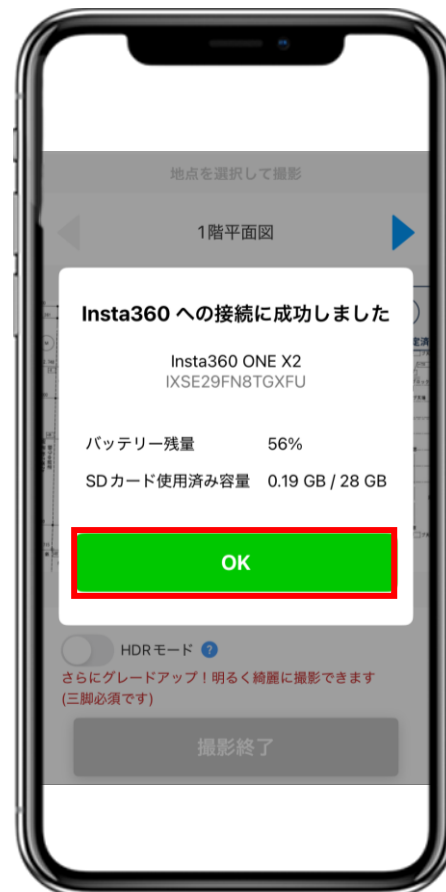 地点を選択して撮影
1階平面図
Insta360 への接続に成功しました
Insta360 ONE X2
IXSE29FN8TGXFU
バッテリー残量 56%
SDカード使用済み容量 0.19 GB / 28 GB
OK
HDRモード ?
さらにグレードアップ！明るく綺麗に撮影できます
(三脚必須です)
撮影終了